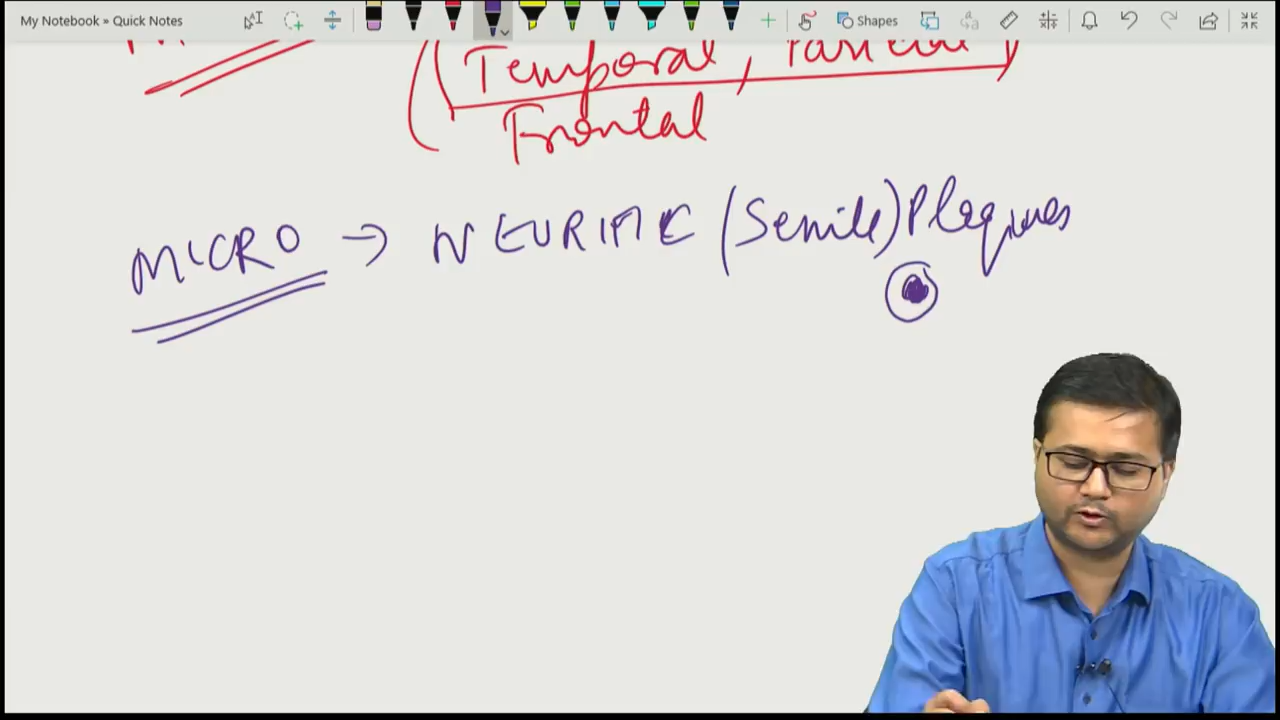 My Notebook » Quick Notes
Shapes
(Temporal, Parietal)
Frontal
MICRO → NEURITIC (Senile) Plaques